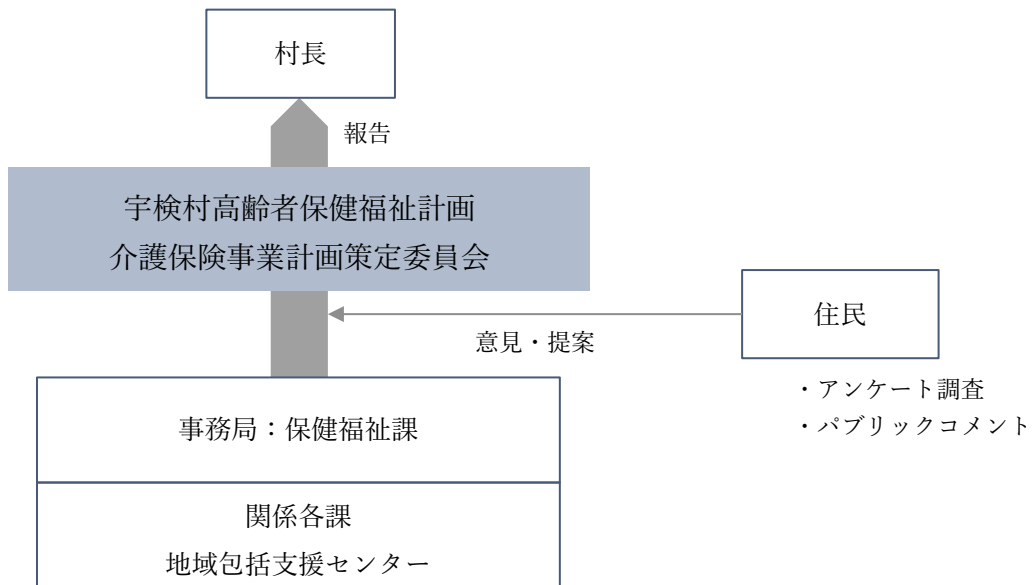 村長
報告
宇検村高齢者保健福祉計画
介護保険事業計画策定委員会
住民
意見・提案
・アンケート調査
・パブリックコメント
事務局：保健福祉課
関係各課
地域包括支援センター